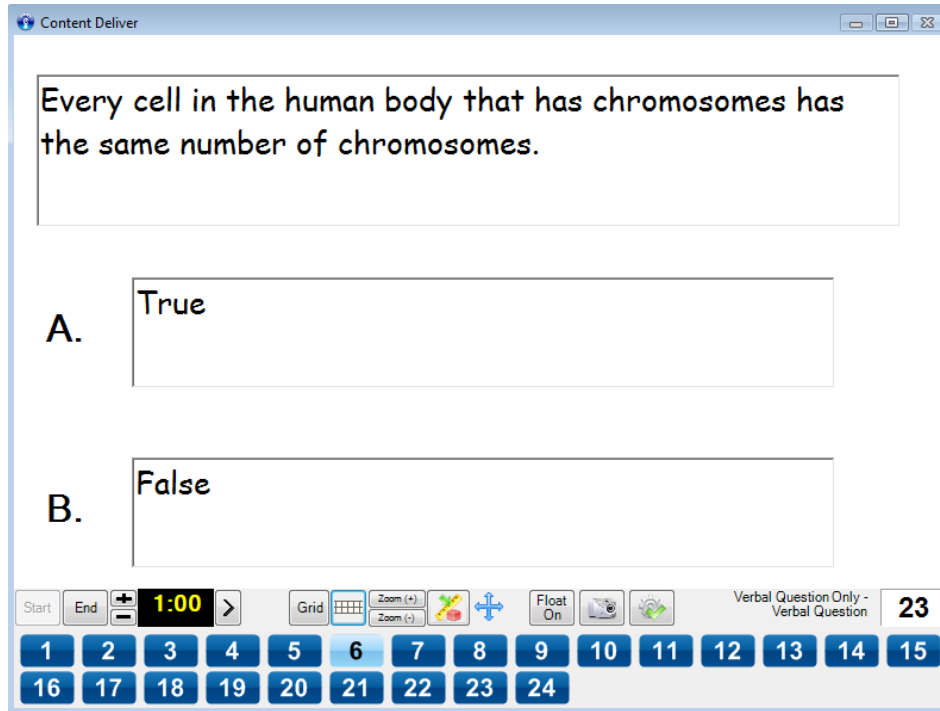 Content Deliver
Every cell in the human body that has chromosomes has
the same number of chromosomes.
A.
True
B.
False
Start
End
1:00
>
Grid
Zoom (+)
Zoom (-)
Float
On
Verbal Question Only -
Verbal Question
23
1 2 3 4 5 6 7 8 9 10 11 12 13 14 15
16 17 18 19 20 21 22 23 24